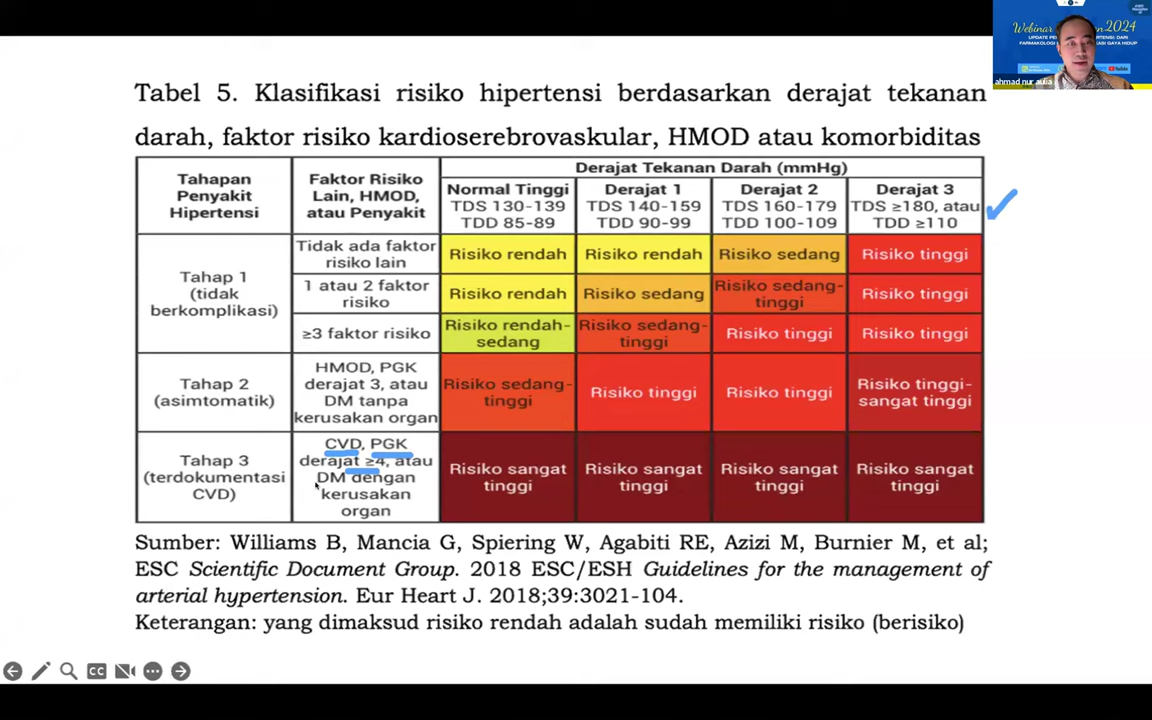 Webinar
2024
ahmad nur aulia
Tabel 5. Klasifikasi risiko hipertensi berdasarkan derajat tekanan
darah, faktor risiko kardioserebrovaskular, HMOD atau komorbiditas
Tahapan
Penyakit
Hipertensi
Faktor Risiko
Lain, HMOD,
atau Penyakit
Derajat Tekanan Darah (mmHg)
Normal Tinggi
TDS 130-139
TDD 85-89
Derajat 1
TDS 140-159
TDD 90-99
Derajat 2
TDS 160-179
TDD 100-109
Derajat 3
TDS ≥180, atau
TDD ≥110
Tahap 1
(tidak
berkomplikasi)
Tidak ada faktor
risiko lain
Risiko rendah
Risiko rendah
Risiko sedang
Risiko tinggi
1 atau 2 faktor
risiko
Risiko rendah
Risiko sedang
Risiko sedang-
tinggi
Risiko tinggi
≥3 faktor risiko
Risiko rendah-
sedang
Risiko sedang-
tinggi
Risiko tinggi
Risiko tinggi
Tahap 2
(asimtomatik)
HMOD, PGK
derajat 3, atau
DM tanpa
kerusakan organ
Risiko sedang-
tinggi
Risiko tinggi
Risiko tinggi
Risiko tinggi-
sangat tinggi
Tahap 3
(terdokumentasi
CVD)
CVD, PGK
derajat ≥4, atau
DM dengan
kerusakan
organ
Risiko sangat
tinggi
Risiko sangat
tinggi
Risiko sangat
tinggi
Risiko sangat
tinggi
Sumber: Williams B, Mancia G, Spiering W, Agabiti RE, Azizi M, Burnier M, et al;
ESC Scientific Document Group. 2018 ESC/ESH Guidelines for the management of
arterial hypertension. Eur Heart J. 2018;39:3021-104.
Keterangan: yang dimaksud risiko rendah adalah sudah memiliki risiko (berisiko)
CC